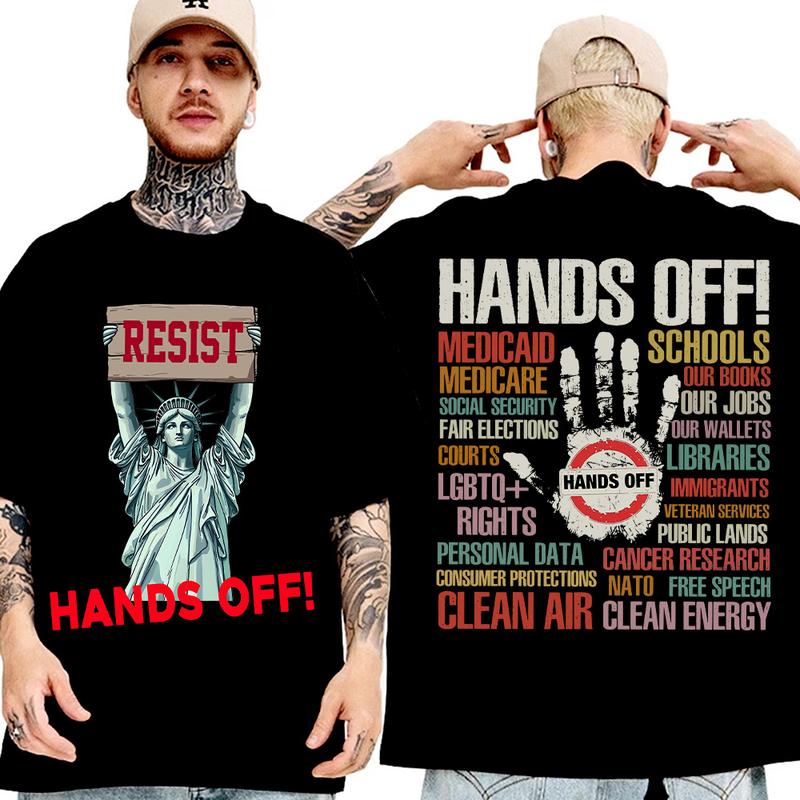 RESIST
HANDS OFF!
HANDS OFF!
MEDICAID
SCHOOLS
MEDICARE
OUR BOOKS
SOCIAL SECURITY
OUR JOBS
FAIR ELECTIONS
OUR WALLETS
COURTS
LIBRARIES
HANDS OFF
LGBTQ+
IMMIGRANTS
RIGHTS
VETERAN SERVICES
PUBLIC LANDS
PERSONAL DATA
CANCER RESEARCH
CONSUMER PROTECTIONS
NATO
FREE SPEECH
CLEAN AIR
CLEAN ENERGY